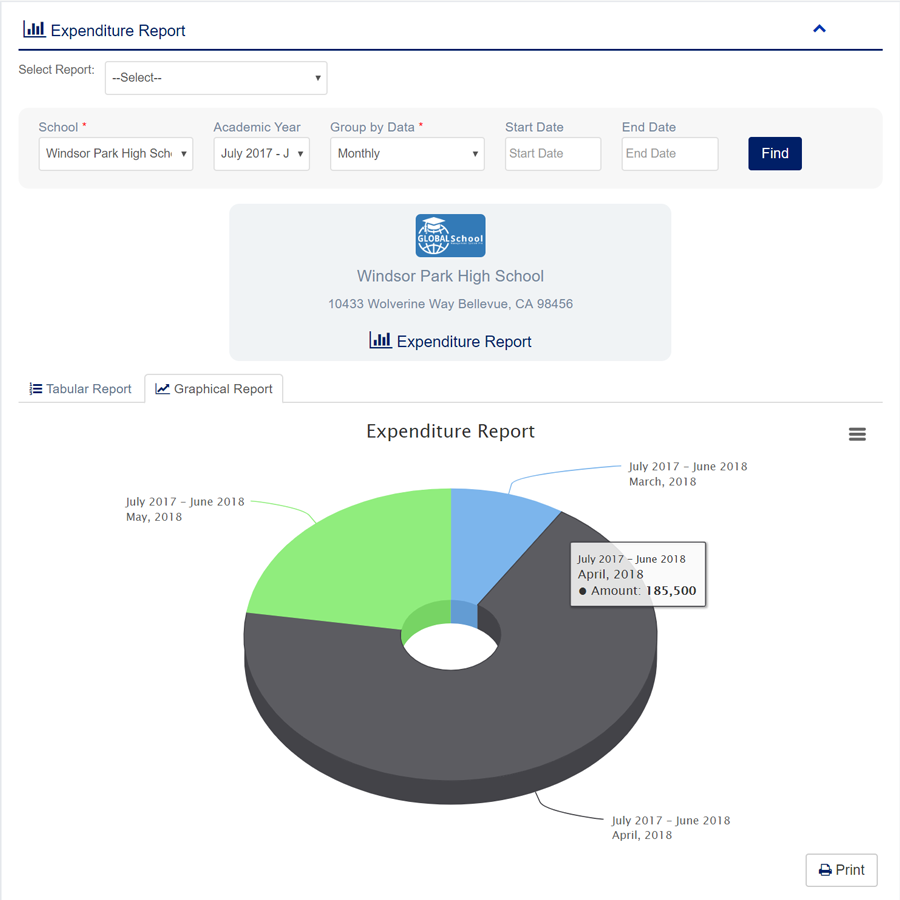 Expenditure Report
Select Report:
--Select--
School *
Academic Year
Group by Data *
Start Date
End Date
Windsor Park High Sch
July 2017 - J
Monthly
Start Date
End Date
Find
GLOBAL School
Windsor Park High School
10433 Wolverine Way Bellevue, CA 98456
Expenditure Report
Tabular Report
Graphical Report
Expenditure Report
July 2017 – June 2018
March, 2018
July 2017 – June 2018
May, 2018
July 2017 – June 2018
April, 2018
● Amount: 185,500
July 2017 – June 2018
April, 2018
Print